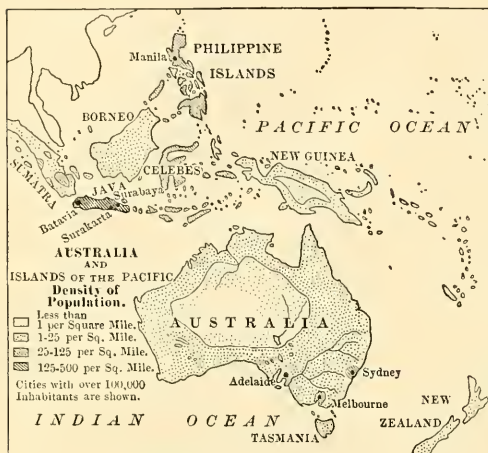 PHILIPPINE
ISLANDS
Manila
BORNEO
PACIFIC OCEAN
SUMATRA
CELEBES
NEW GUINEA
JAVA
Surabaya
Batavia
Surakarta
AUSTRALIA
AND
ISLANDS OF THE PACIFIC
Density of
Population.
Less than
1 per Square Mile.
1-25 per Sq. Mile.
25-125 per Sq. Mile.
125-500 per Sq. Mile.
Cities with over 100,000
Inhabitants are shown.
AUSTRALIA
Adelaide
Sydney
Melbourne
NEW
ZEALAND
INDIAN OCEAN
TASMANIA